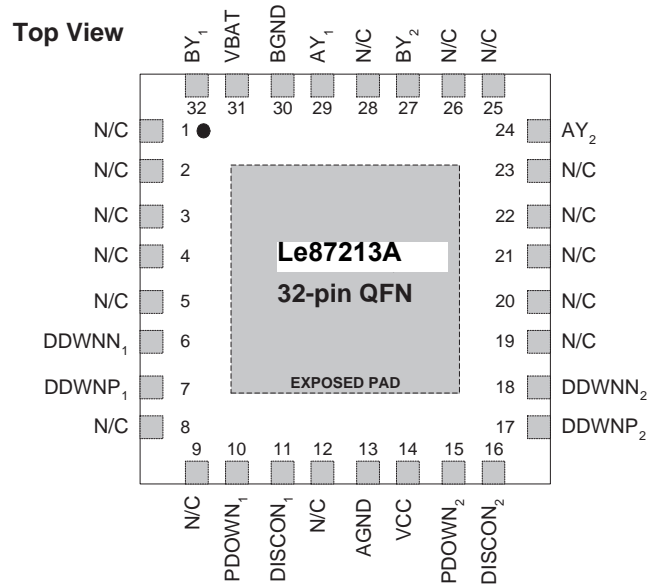 Top View
BY₁ VBAT BGND AY₁ N/C BY₂ N/C N/C
32 31 30 29 28 27 26 25
N/C 1 24 AY₂
N/C 2 23 N/C
N/C 3 22 N/C
N/C 4 21 N/C
N/C 5 20 N/C
DDWNN₁ 6 19 N/C
DDWNP₁ 7 18 DDWNN₂
N/C 8 17 DDWNP₂
Le87213A
32-pin QFN
EXPOSED PAD
9 10 11 12 13 14 15 16
N/C PDOWN₁ DISCON₁ N/C AGND VCC PDOWN₂ DISCON₂